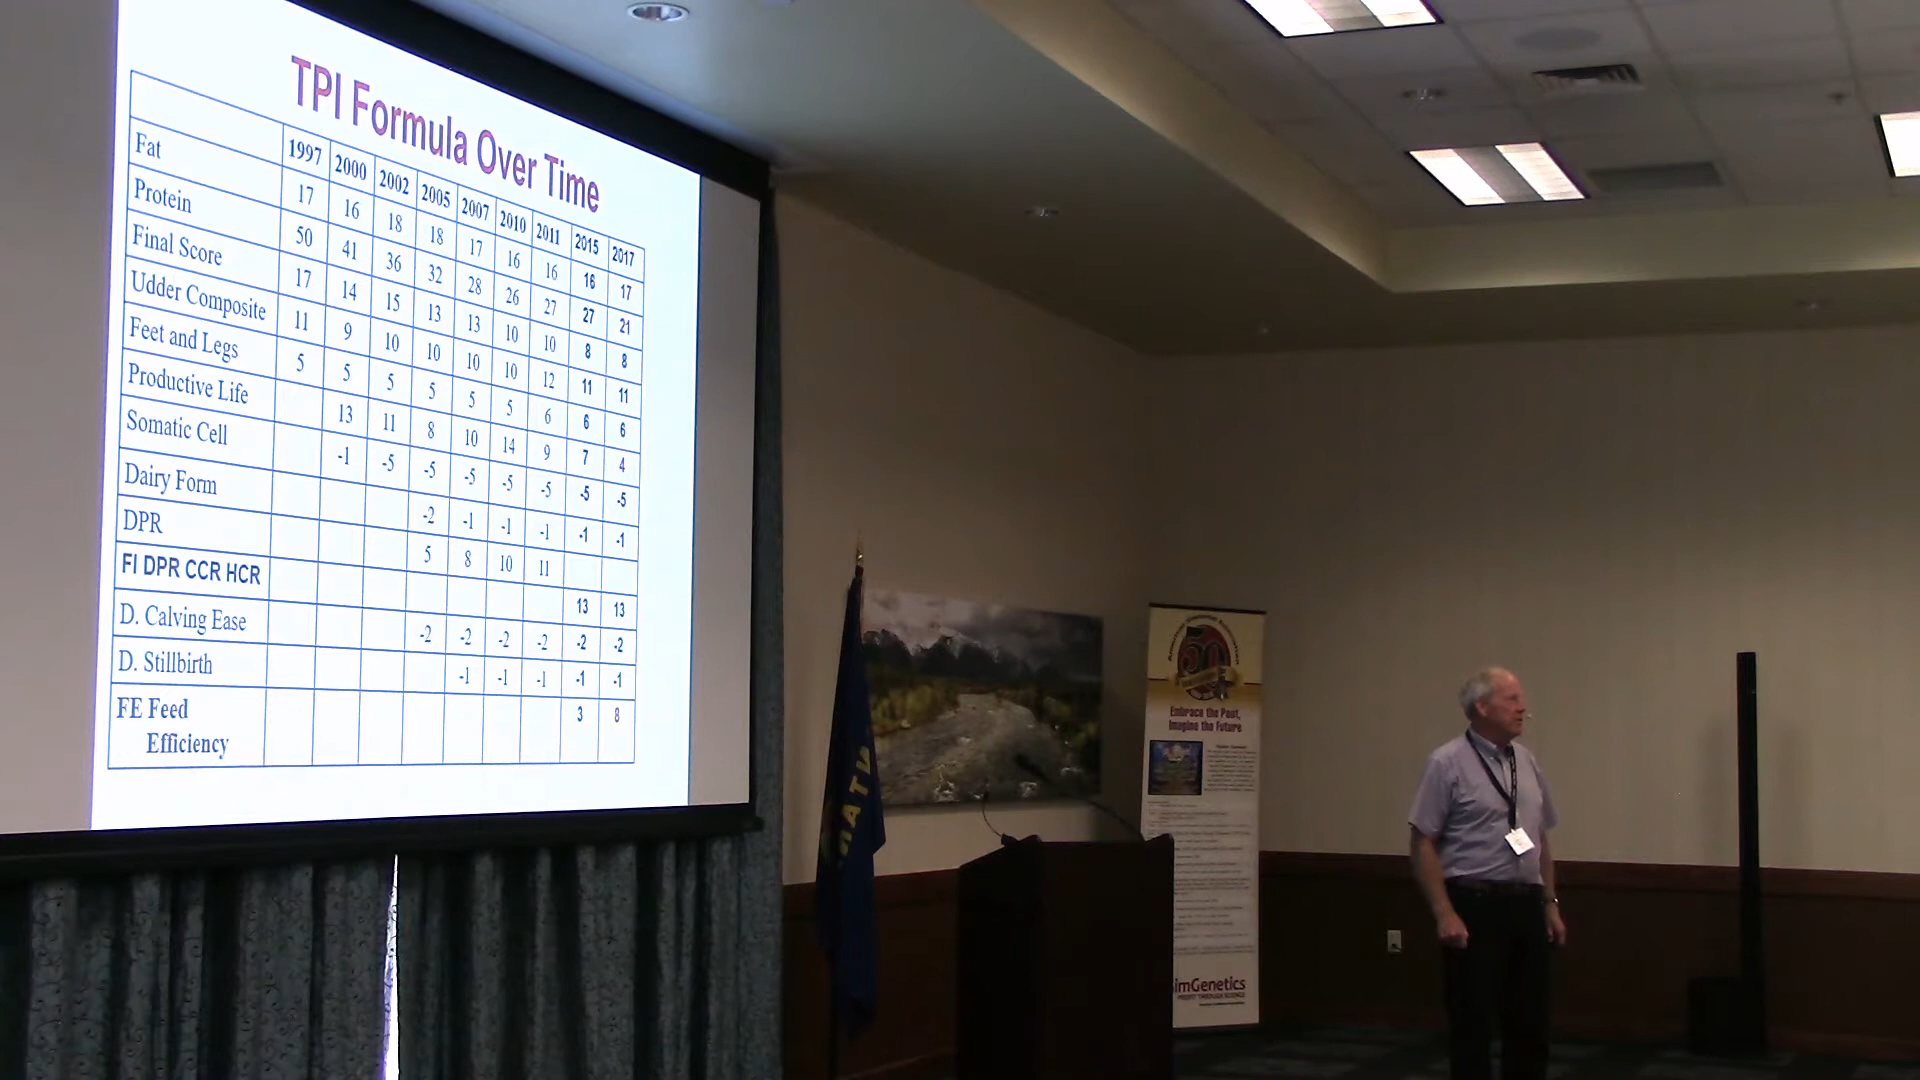 TPI Formula Over Time
1997 2000 2002 2005 2007 2010 2011 2015 2017
Fat 17 16 18 18 17 16 16 16 17
Protein 50 41 36 32 28 26 27 27 21
Final Score 17 14 15 13 13 10 10 8 8
Udder Composite 11 9 10 10 10 10 12 11 11
Feet and Legs 5 5 5 5 5 5 6 6 6
Productive Life 13 11 8 10 14 9 7 4
Somatic Cell -1 -5 -5 -5 -5 -5 -5 -5
Dairy Form -2 -1 -1 -1 -1 -1
DPR 5 8 10 11
FI DPR CCR HCR 13 13
D. Calving Ease -2 -2 -2 -2 -2 -2
D. Stillbirth -1 -1 -1 -1 -1
FE Feed 3 8
Efficiency
50
Embrace the Past,
Imagine the Future
imGenetics
PROFIT THROUGH SCIENCE